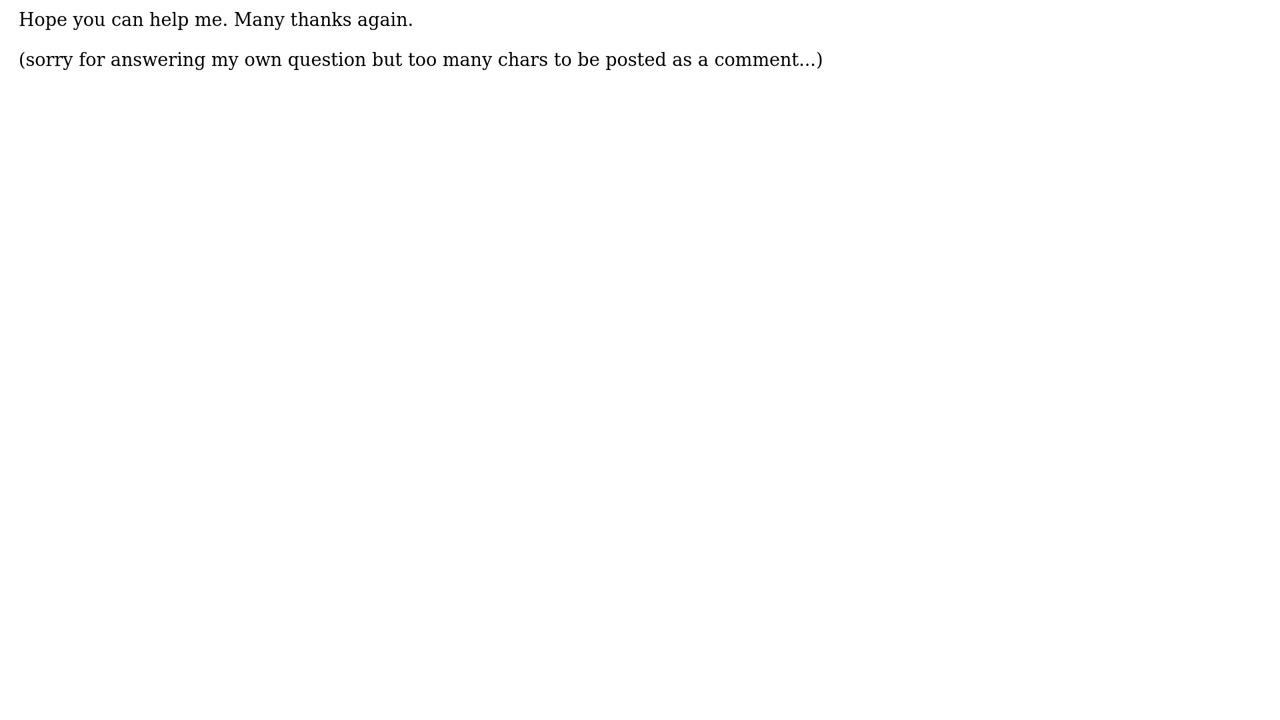 Hope you can help me. Many thanks again.
(sorry for answering my own question but too many chars to be posted as a comment...)